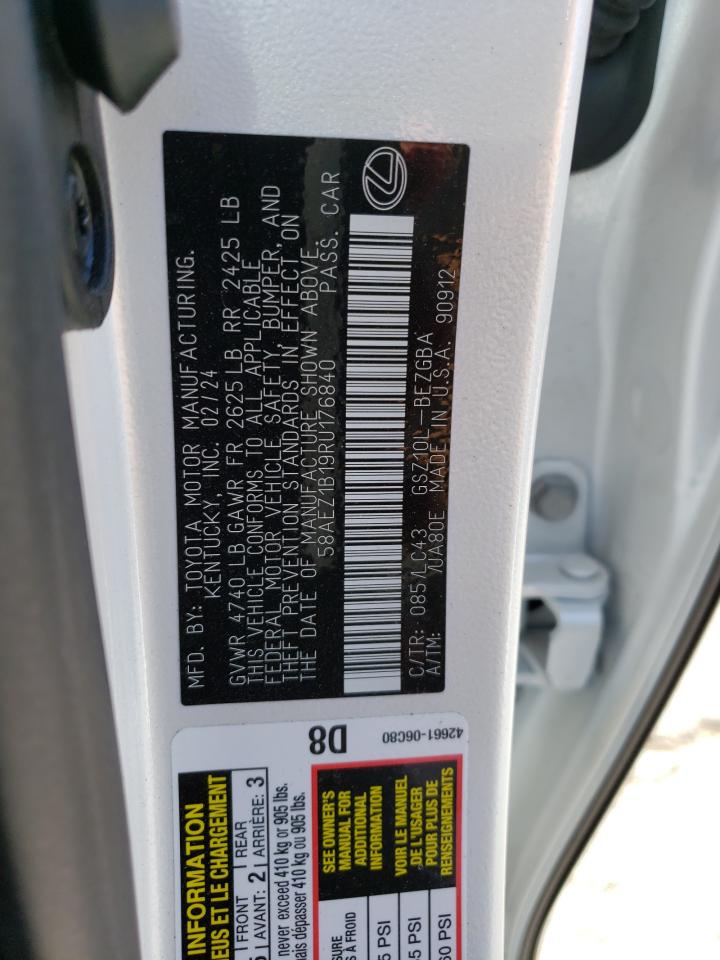 MFD. BY: TOYOTA MOTOR MANUFACTURING.
KENTUCKY, INC. 02/24
GVWR 4740 LB GAWR FR 2625 LB RR 2425 LB
THIS VEHICLE CONFORMS TO ALL APPLICABLE
FEDERAL MOTOR VEHICLE SAFETY, BUMPER, AND
THEFT PREVENTION STANDARDS IN EFFECT ON
THE DATE OF MANUFACTURE SHOWN ABOVE.
58AEZ1B19RU176840 PASS. CAR
C/TR: 085/LC43 GSZ10L-BEZGBA
A/TM: UA80E MADE IN U.S.A. 90912
D8
42661-06C80
INFORMATION
ET LE CHARGEMENT
FRONT 2 REAR 3
AVANT: ARRIÈRE:
never exceed 410 kg or 905 lbs.
dépasser 410 kg ou 905 lbs.
SEE OWNER'S
MANUAL FOR
ADDITIONAL
INFORMATION
VOIR LE MANUEL
DE L'USAGER
POUR PLUS DE
RENSEIGNEMENTS
À FROID
PSI
PSI
60 PSI